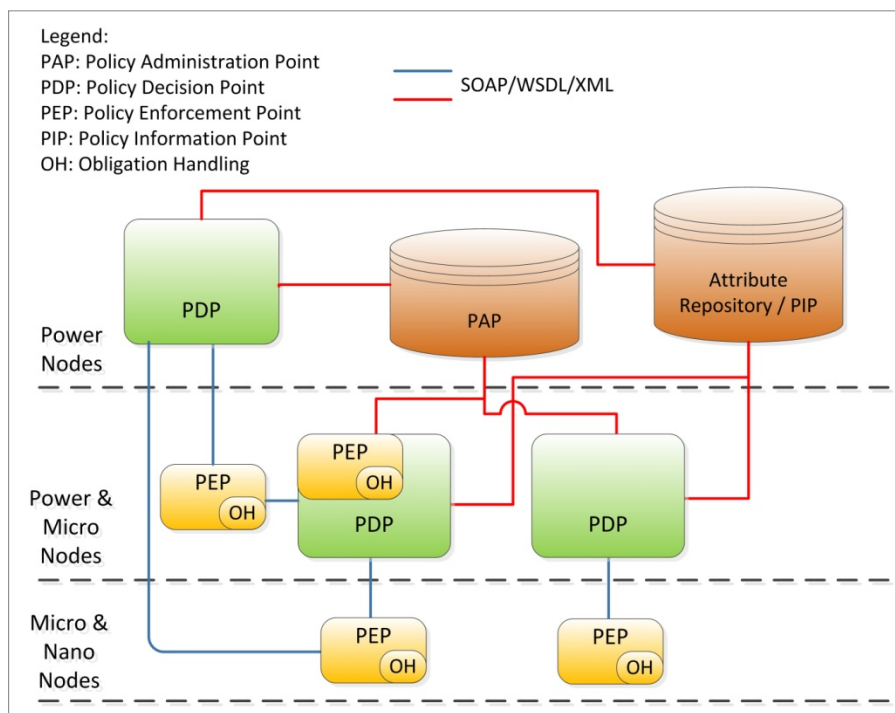 Legend:
PAP: Policy Administration Point
PDP: Policy Decision Point
PEP: Policy Enforcement Point
PIP: Policy Information Point
OH: Obligation Handling
SOAP/WSDL/XML
PDP
PAP
Attribute
Repository / PIP
Power
Nodes
PEP
OH
PEP
OH
PDP
PDP
Power &
Micro
Nodes
PEP
OH
PEP
OH
Micro &
Nano
Nodes